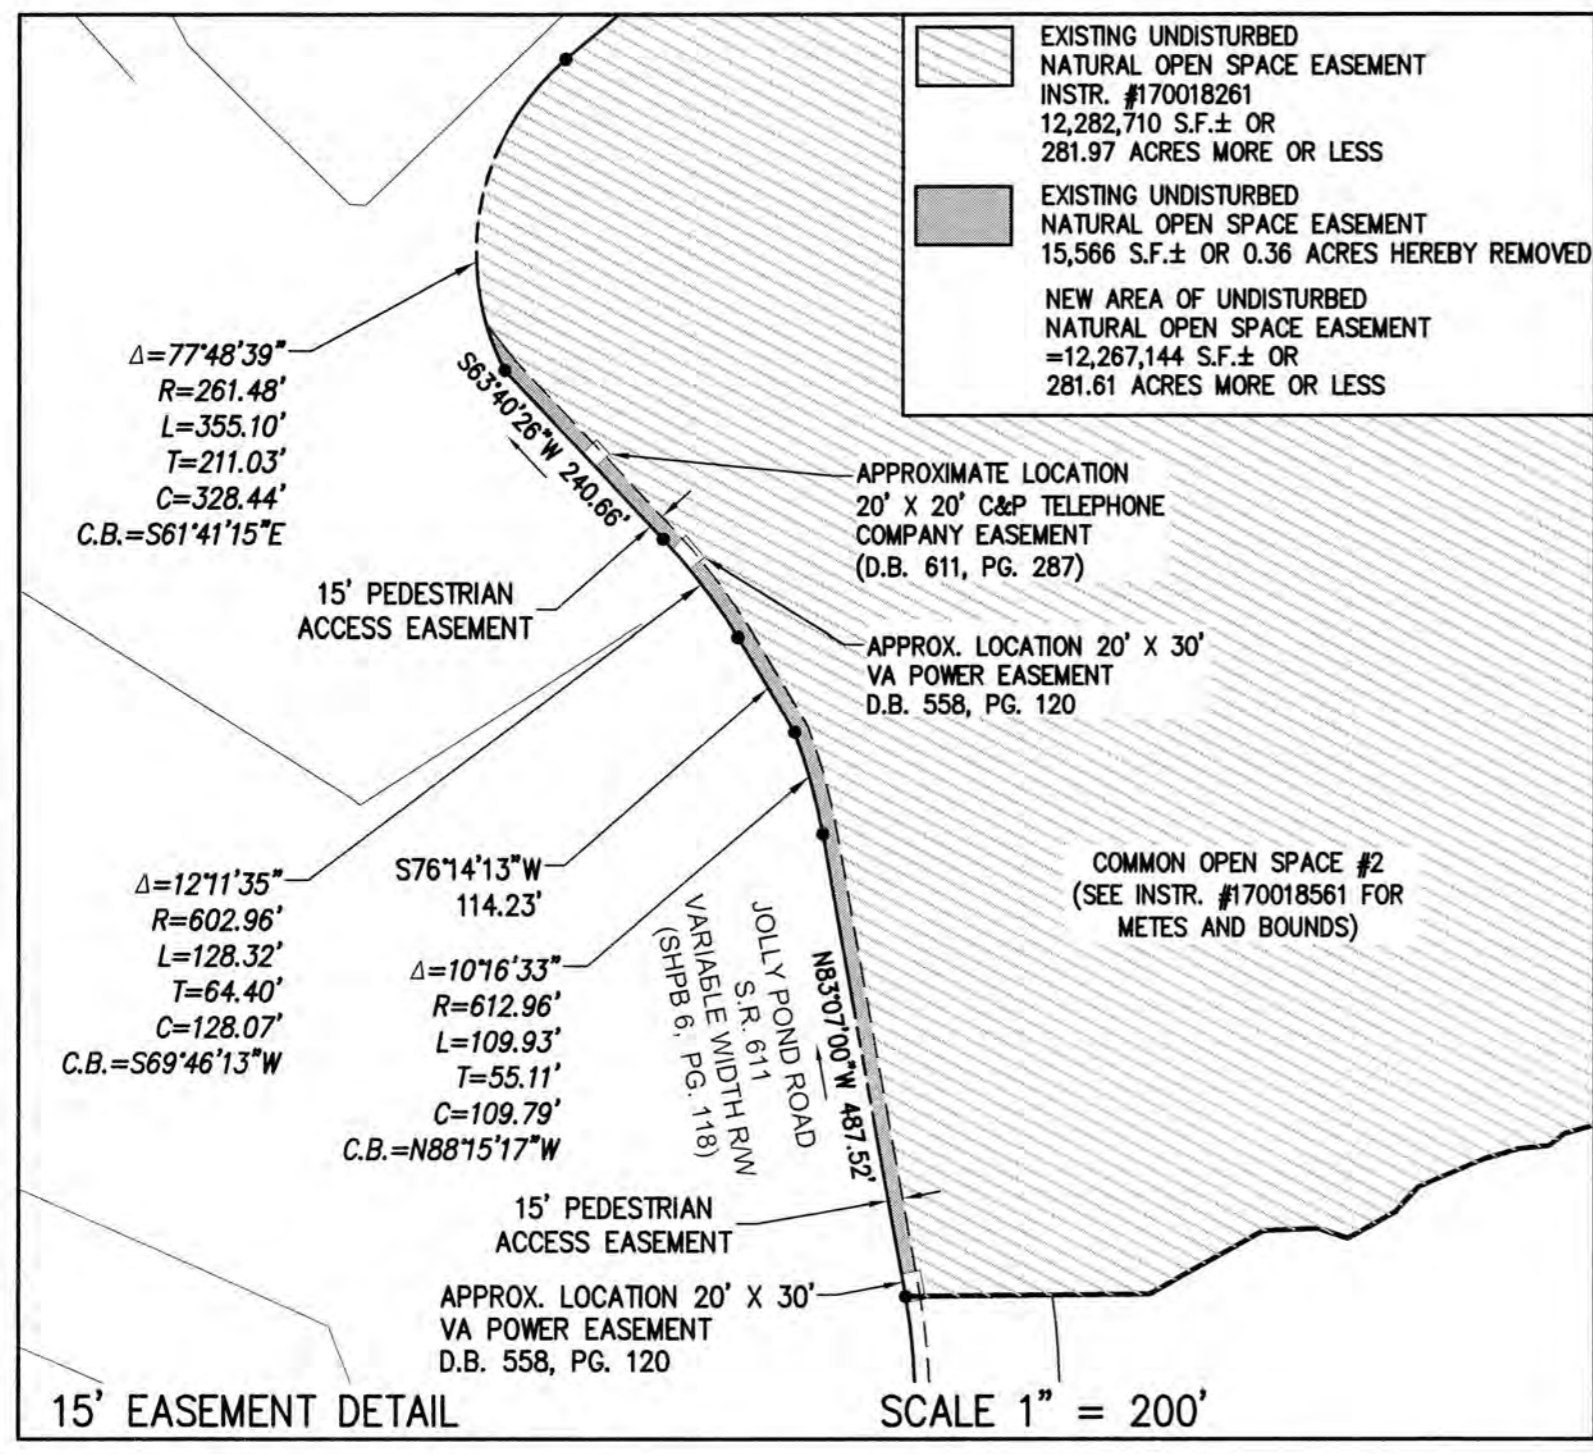 EXISTING UNDISTURBED
NATURAL OPEN SPACE EASEMENT
INSTR. #170018261
12,282,710 S.F.± OR
281.97 ACRES MORE OR LESS
EXISTING UNDISTURBED
NATURAL OPEN SPACE EASEMENT
15,566 S.F.± OR 0.36 ACRES HEREBY REMOVED
NEW AREA OF UNDISTURBED
NATURAL OPEN SPACE EASEMENT
=12,267,144 S.F.± OR
281.61 ACRES MORE OR LESS
Δ=77°48'39"
R=261.48'
L=355.10'
T=211.03'
C=328.44'
C.B.=S61°41'15"E
S63°40'26"W 240.66'
APPROXIMATE LOCATION
20' X 20' C&P TELEPHONE
COMPANY EASEMENT
(D.B. 611, PG. 287)
15' PEDESTRIAN
ACCESS EASEMENT
APPROX. LOCATION 20' X 30'
VA POWER EASEMENT
D.B. 558, PG. 120
Δ=12°11'35"
R=602.96'
L=128.32'
T=64.40'
C=128.07'
C.B.=S69°46'13"W
S76°14'13"W
114.23'
Δ=10°16'33"
R=612.96'
L=109.93'
T=55.11'
C=109.79'
C.B.=N88°15'17"W
JOLLY POND ROAD
S.R. 611
VARIABLE WIDTH R/W
(SHPB 6, PG. 118)
N83°07'00"W 487.52'
COMMON OPEN SPACE #2
(SEE INSTR. #170018561 FOR
METES AND BOUNDS)
15' PEDESTRIAN
ACCESS EASEMENT
APPROX. LOCATION 20' X 30'
VA POWER EASEMENT
D.B. 558, PG. 120
15' EASEMENT DETAIL
SCALE 1" = 200'